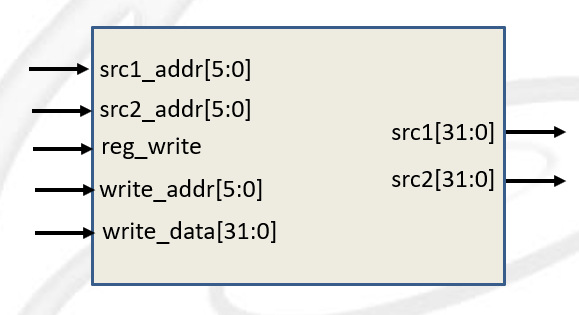 src1_addr[5:0]
src2_addr[5:0]
reg_write
write_addr[5:0]
write_data[31:0]
src1[31:0]
src2[31:0]